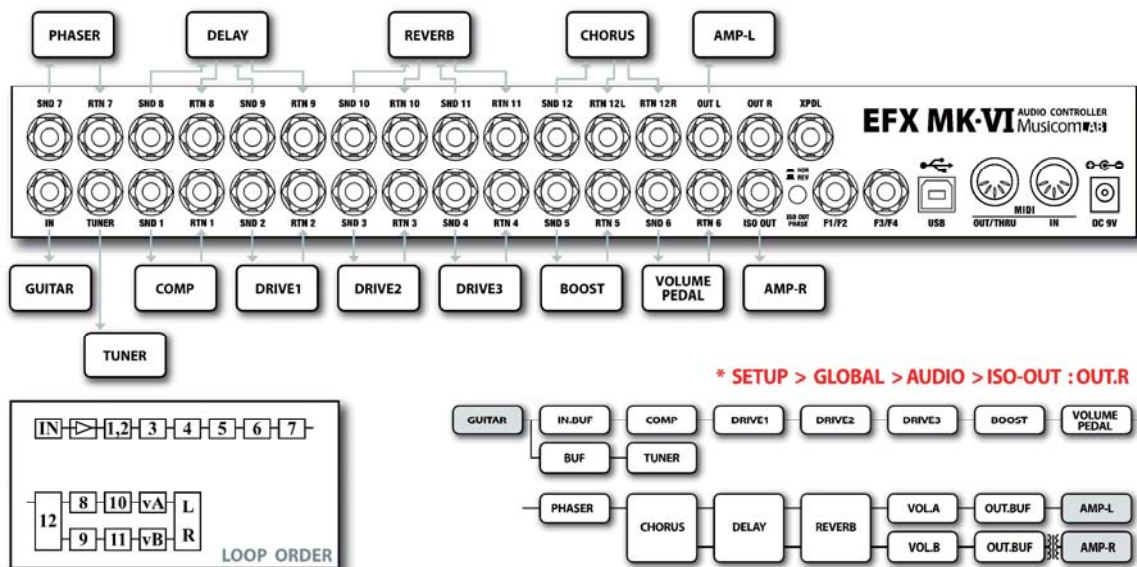 PHASER DELAY REVERB CHORUS AMP-L
SND 7 RTN 7 SND 8 RTN 8 SND 9 RTN 9 SND 10 RTN 10 SND 11 RTN 11 SND 12 RTN 12L RTN 12R OUT L OUT R XPDL
EFX MK-VI AUDIO CONTROLLER
MusicomLAB
NOR
REV
ISO OUT
PHASE
IN TUNER SND 1 RTN 1 SND 2 RTN 2 SND 3 RTN 3 SND 4 RTN 4 SND 5 RTN 5 SND 6 RTN 6 ISO OUT F1/F2 F3/F4 USB OUT/THRU MIDI IN DC 9V
GUITAR COMP DRIVE1 DRIVE2 DRIVE3 BOOST VOLUME PEDAL AMP-R
TUNER
* SETUP > GLOBAL > AUDIO > ISO-OUT : OUT.R
IN 1,2 3 4 5 6 7
12 8 10 vA L
9 11 vB R
LOOP ORDER
GUITAR IN.BUF COMP DRIVE1 DRIVE2 DRIVE3 BOOST VOLUME PEDAL
BUF TUNER
PHASER CHORUS DELAY REVERB VOL.A OUT.BUF AMP-L
VOL.B OUT.BUF AMP-R